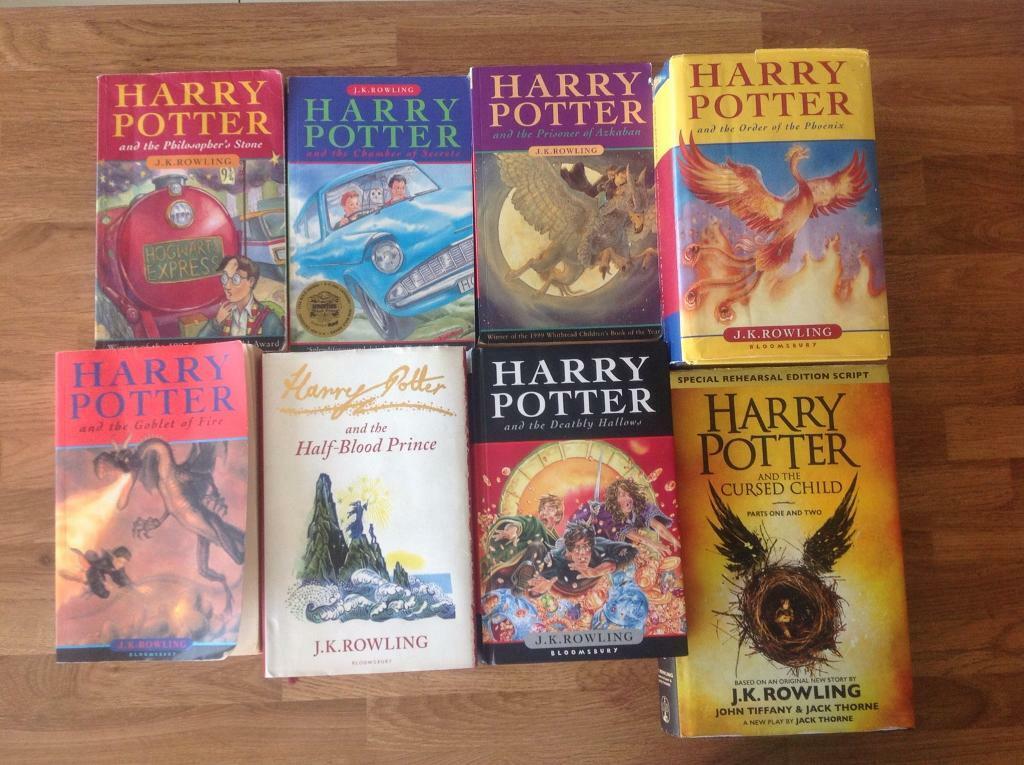 HARRY
POTTER
and the Philosopher's Stone
J.K.ROWLING
9¾
HOGWARTS
EXPRESS
J.K.ROWLING
HARRY
POTTER
and the Chamber of Secrets
HARRY
POTTER
and the Prisoner of Azkaban
J.K.ROWLING
Winner of the 1999 Whitbread Children's Book of the Year
HARRY
POTTER
and the Order of the Phoenix
J.K.ROWLING
BLOOMSBURY
HARRY
POTTER
and the Goblet of Fire
J.K.ROWLING
BLOOMSBURY
Harry Potter
and the
Half-Blood Prince
J.K.ROWLING
BLOOMSBURY
HARRY
POTTER
and the Deathly Hallows
J.K.ROWLING
BLOOMSBURY
SPECIAL REHEARSAL EDITION SCRIPT
HARRY
POTTER
AND THE
CURSED CHILD
PARTS ONE AND TWO
BASED ON AN ORIGINAL NEW STORY BY
J.K.ROWLING
JOHN TIFFANY & JACK THORNE
A NEW PLAY BY JACK THORNE